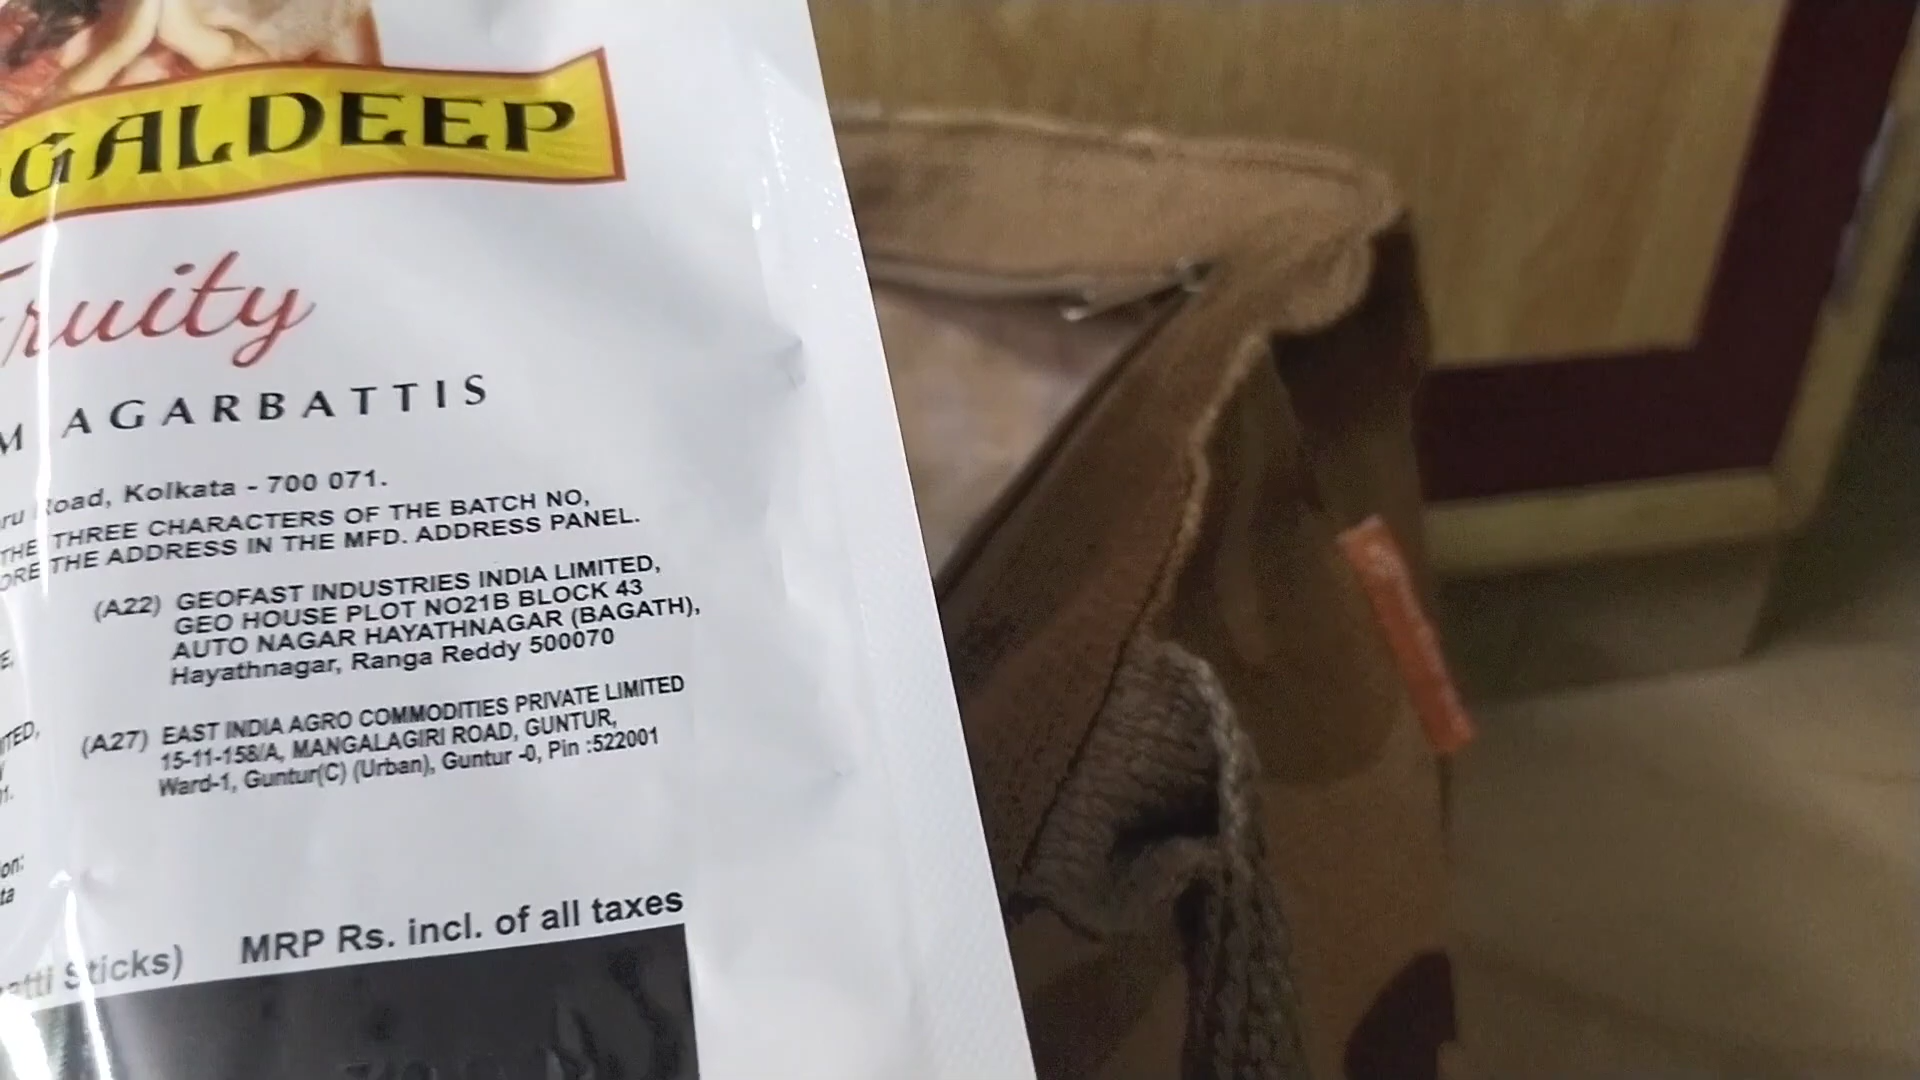 GALDEEP
Fruity
M AGARBATTIS
ru Road, Kolkata - 700 071.
THE THREE CHARACTERS OF THE BATCH NO,
ORE THE ADDRESS IN THE MFD. ADDRESS PANEL.
(A22) GEOFAST INDUSTRIES INDIA LIMITED,
GEO HOUSE PLOT NO21B BLOCK 43
AUTO NAGAR HAYATHNAGAR (BAGATH),
Hayathnagar, Ranga Reddy 500070
(A27) EAST INDIA AGRO COMMODITIES PRIVATE LIMITED
15-11-158/A, MANGALAGIRI ROAD, GUNTUR,
Ward-1, Guntur(C) (Urban), Guntur -0, Pin :522001
Sticks) MRP Rs. incl. of all taxes